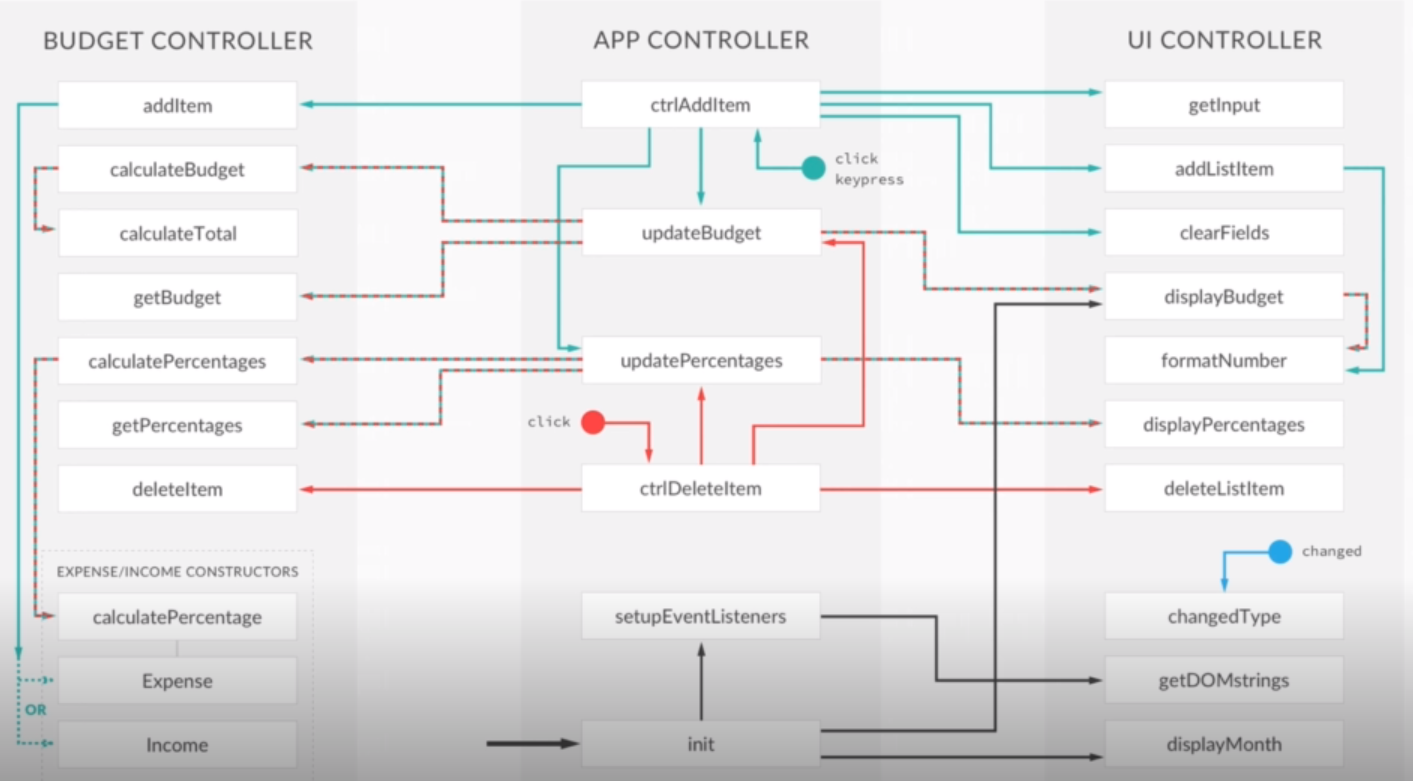 BUDGET CONTROLLER
addItem
calculateBudget
calculateTotal
getBudget
calculatePercentages
getPercentages
deleteItem
EXPENSE/INCOME CONSTRUCTORS
calculatePercentage
Expense
OR
Income
APP CONTROLLER
ctrlAddItem
click
keypress
updateBudget
updatePercentages
click
ctrlDeleteItem
setupEventListeners
init
UI CONTROLLER
getInput
addListItem
clearFields
displayBudget
formatNumber
displayPercentages
deleteListItem
changed
changedType
getDOMstrings
displayMonth